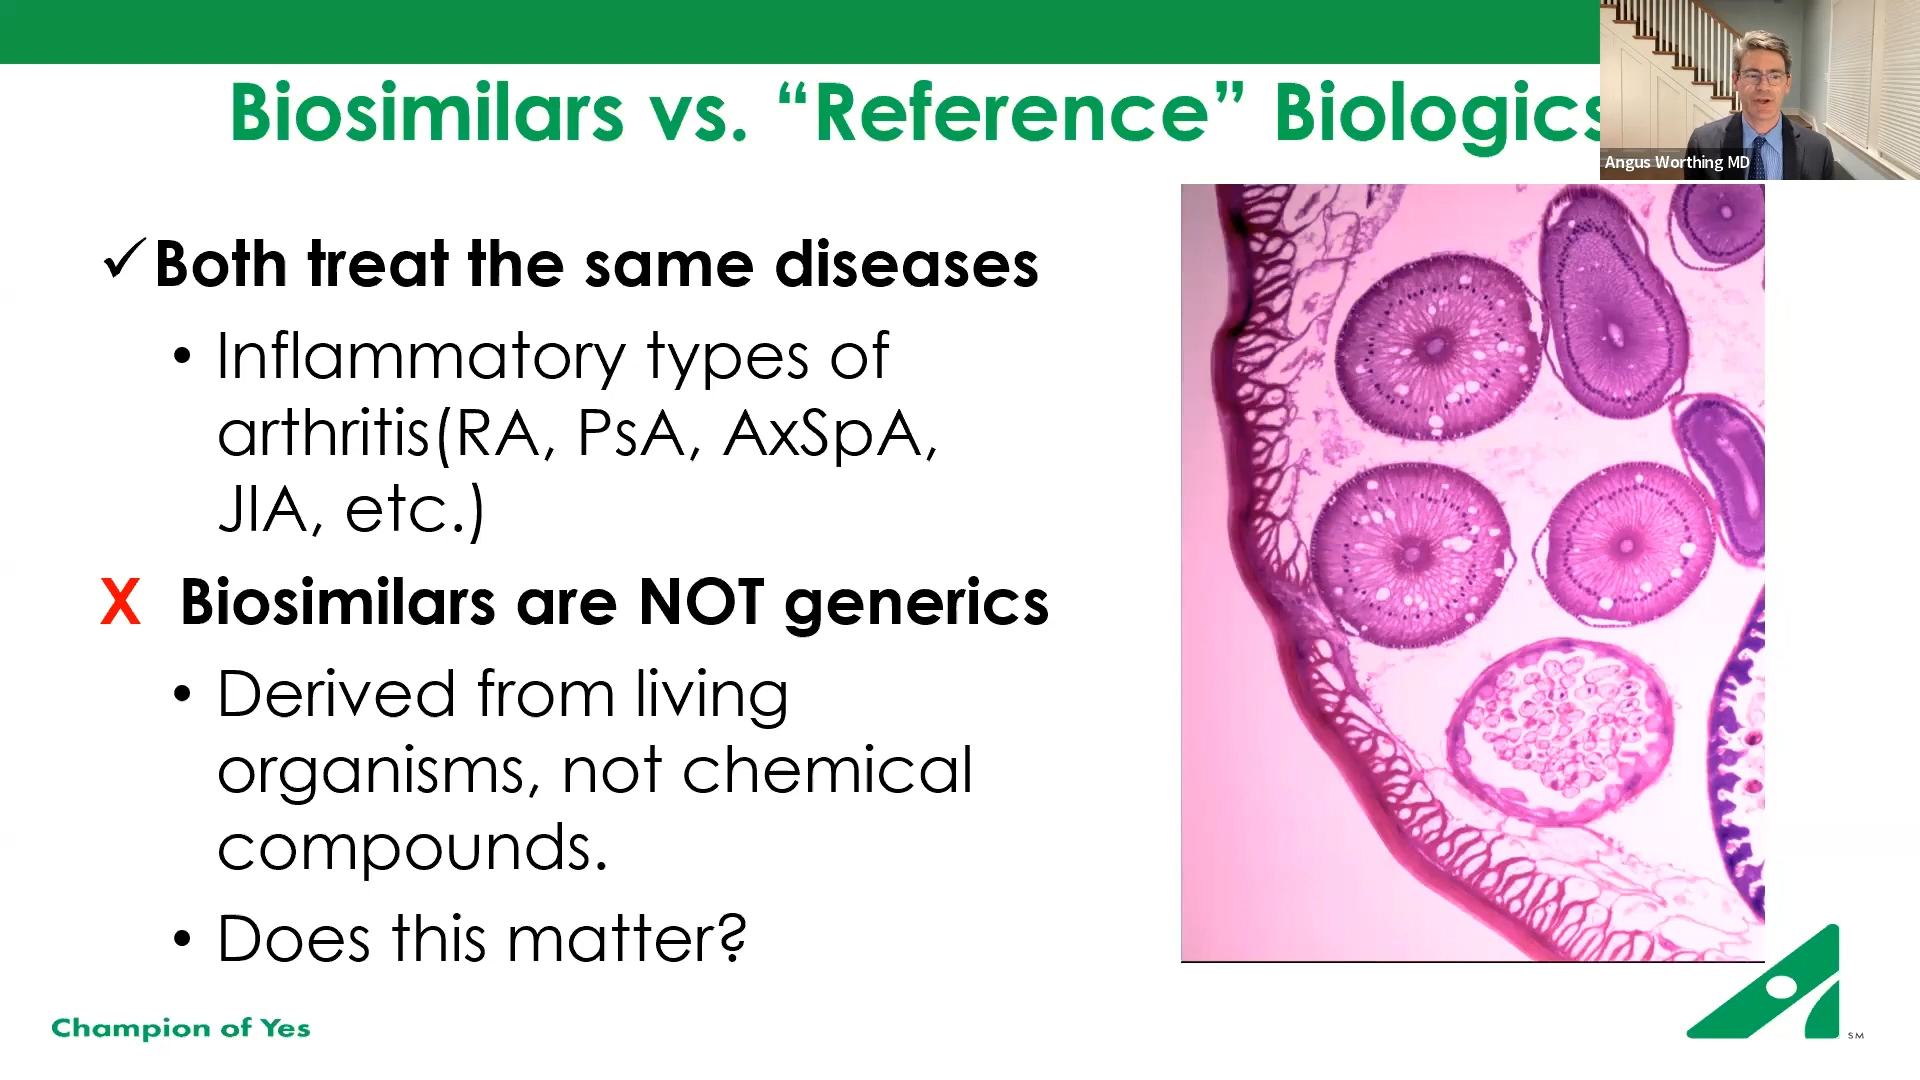 Biosimilars vs. “Reference” Biologics
Angus Worthing MD
✓ Both treat the same diseases
• Inflammatory types of
arthritis(RA, PsA, AxSpA,
JIA, etc.)
X Biosimilars are NOT generics
• Derived from living
organisms, not chemical
compounds.
• Does this matter?
Champion of Yes
SM